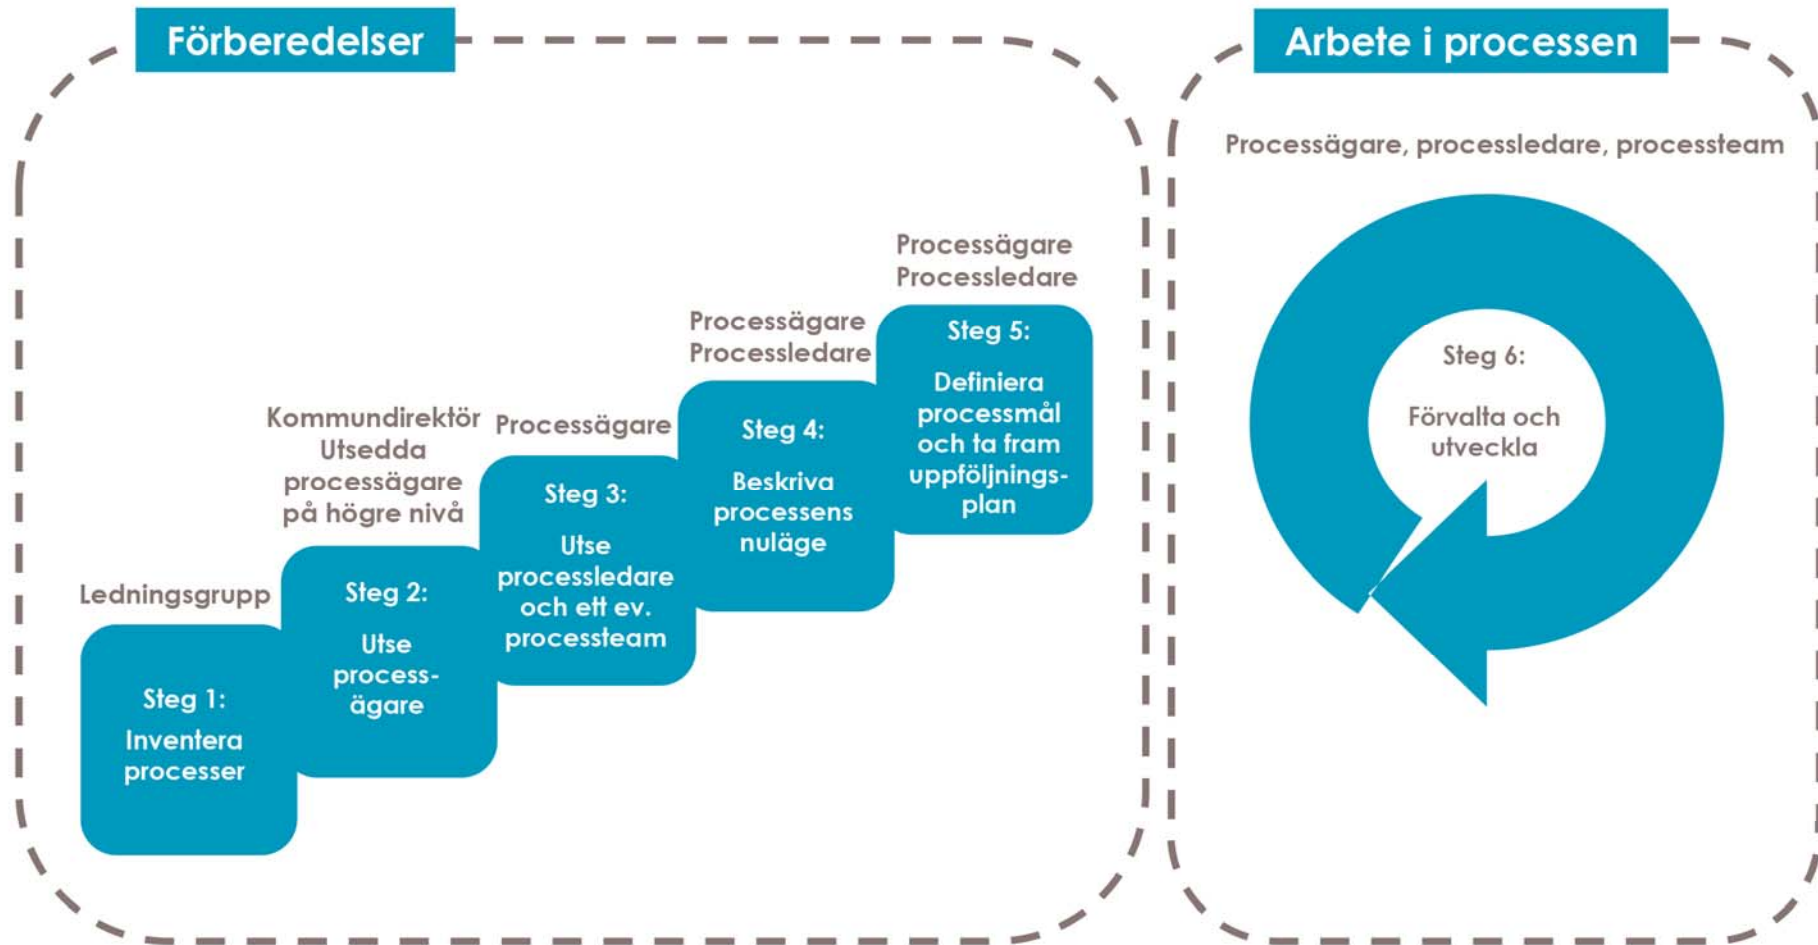 Förberedelser
Ledningsgrupp
Steg 1:
Inventera
processer
Kommundirektör
Utsedda
processägare
på högre nivå
Steg 2:
Utse
process-
ägare
Processägare
Steg 3:
Utse
processledare
och ett ev.
processteam
Processägare
Processledare
Steg 4:
Beskriva
processens
nuläge
Processägare
Processledare
Steg 5:
Definiera
processmål
och ta fram
uppföljnings-
plan
Arbete i processen
Processägare, processledare, processteam
Steg 6:
Förvalta och
utveckla